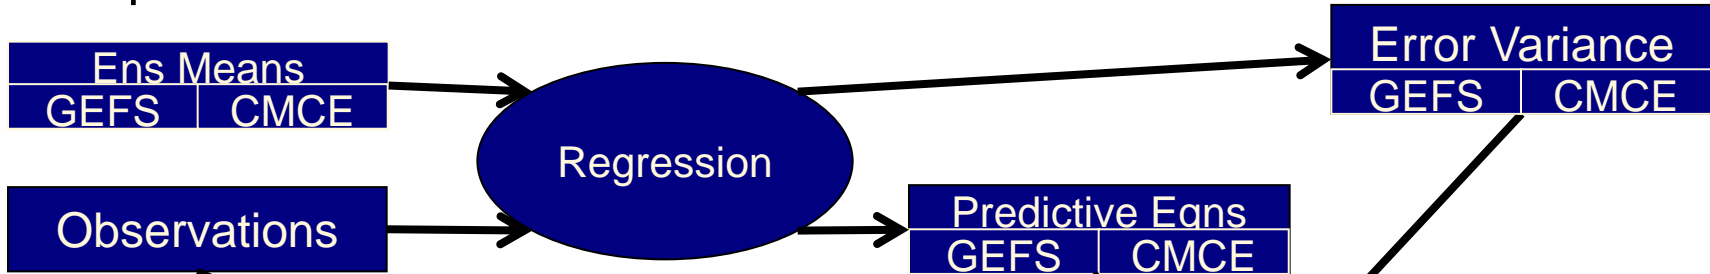 Ens Means
GEFS CMCE
Observations
Regression
Error Variance
GEFS CMCE
Predictive Eqns
GEFS CMCE